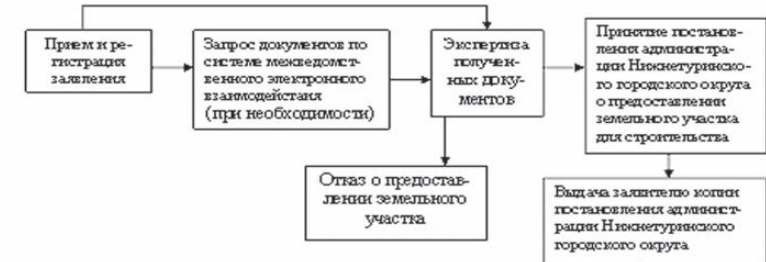 Прием и ре-
гистрация
заявления
Запрос документов по
системе межведомст-
венного электронного
взаимодействия
(при необходимости)
Экспертиза
получен-
ных доку-
ментов
Принятие постанов-
ления администра-
ции Нижнетуринско-
го городского округа
о предоставлении
земельного участка
для строительства
Отказ о предостав-
лении земельного
участка
Выдача заявителю копии
постановления админист-
рации Нижнетуринского
городского округа